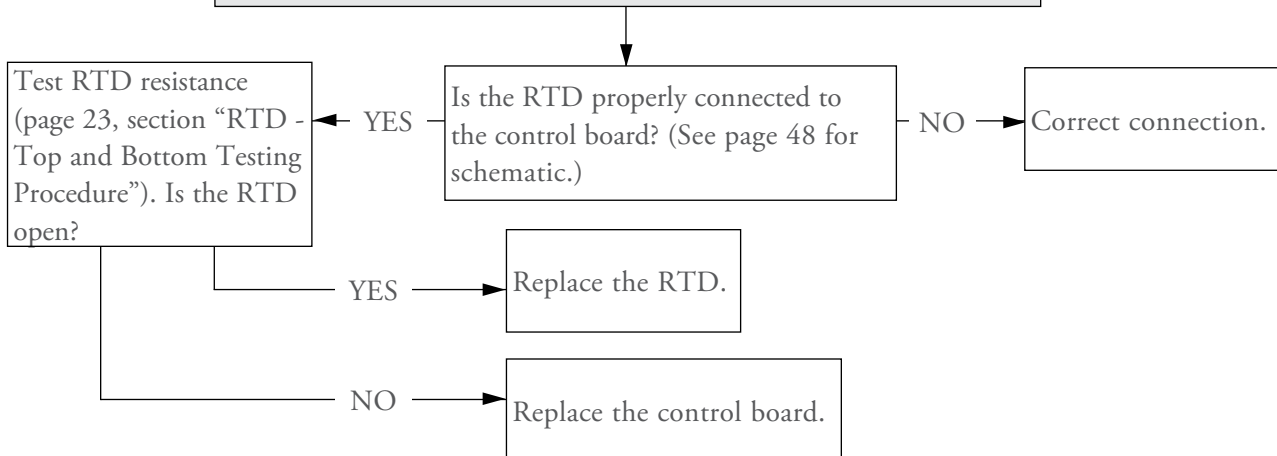 Test RTD resistance
(page 23, section “RTD -
Top and Bottom Testing
Procedure”). Is the RTD
open?
YES
Is the RTD properly connected to
the control board? (See page 48 for
schematic.)
NO
Correct connection.
YES
Replace the RTD.
NO
Replace the control board.